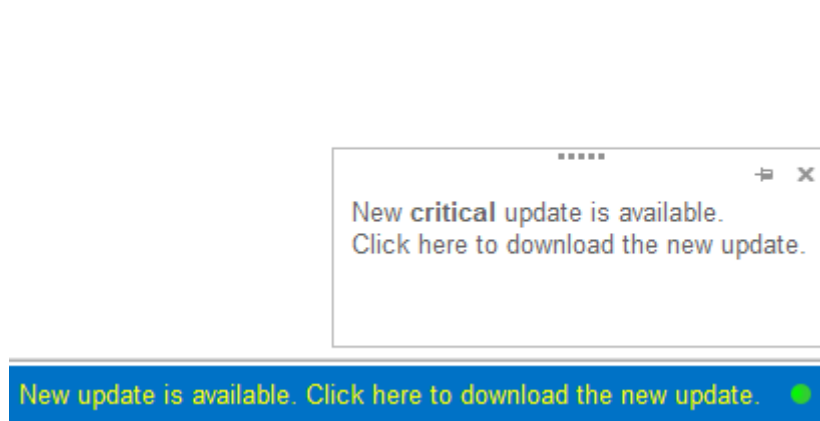 New critical update is available.
Click here to download the new update.
New update is available. Click here to download the new update.